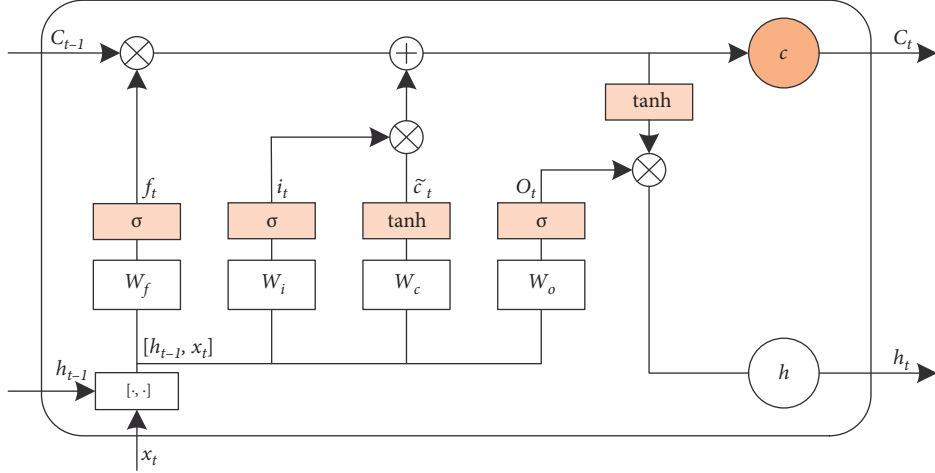 C_{t–1} c C_t
tanh
f_t i_t c̃_t O_t
σ σ tanh σ
W_f W_i W_c W_o
[h_{t–1}, x_t]
h_{t–1} h h_t
[·, ·]
x_t